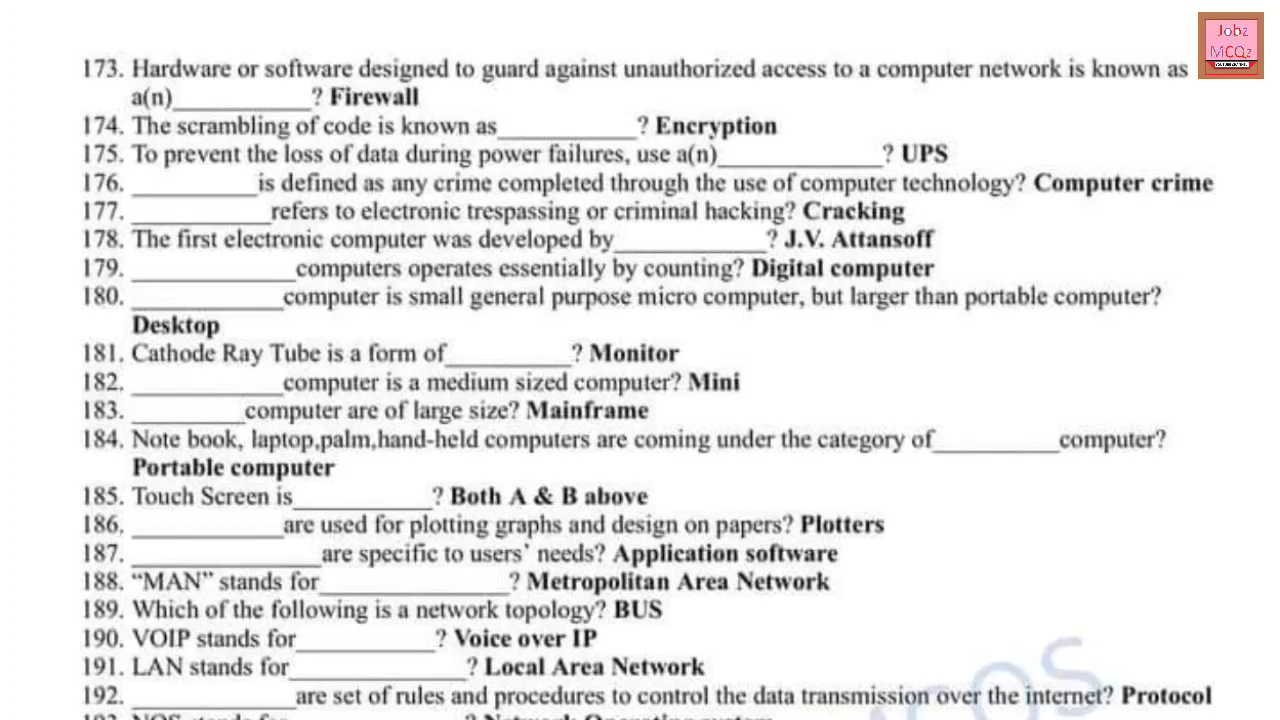 Jobz
MCQz
173. Hardware or software designed to guard against unauthorized access to a computer network is known as
a(n)___________? Firewall
174. The scrambling of code is known as___________? Encryption
175. To prevent the loss of data during power failures, use a(n)_____________? UPS
176. __________is defined as any crime completed through the use of computer technology? Computer crime
177. ___________refers to electronic trespassing or criminal hacking? Cracking
178. The first electronic computer was developed by____________? J.V. Attansoff
179. _____________computers operates essentially by counting? Digital computer
180. ____________computer is small general purpose micro computer, but larger than portable computer?
Desktop
181. Cathode Ray Tube is a form of__________? Monitor
182. ____________computer is a medium sized computer? Mini
183. _________computer are of large size? Mainframe
184. Note book, laptop,palm,hand-held computers are coming under the category of__________computer?
Portable computer
185. Touch Screen is___________? Both A & B above
186. ____________are used for plotting graphs and design on papers? Plotters
187. _______________are specific to users' needs? Application software
188. “MAN” stands for_______________? Metropolitan Area Network
189. Which of the following is a network topology? BUS
190. VOIP stands for___________? Voice over IP
191. LAN stands for______________? Local Area Network
192. _____________are set of rules and procedures to control the data transmission over the internet? Protocol
193. NOS stands for______________? Network Operating system